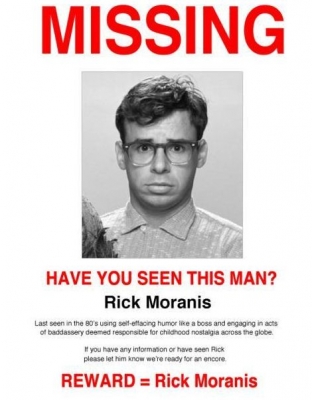 MISSING
HAVE YOU SEEN THIS MAN?
Rick Moranis
Last seen in the 80's using self-effacing humor like a boss and engaging in acts
of baddassery deemed responsible for childhood nostalgia across the globe.
If you have any information or have seen Rick
please let him know we're ready for an encore.
REWARD = Rick Moranis